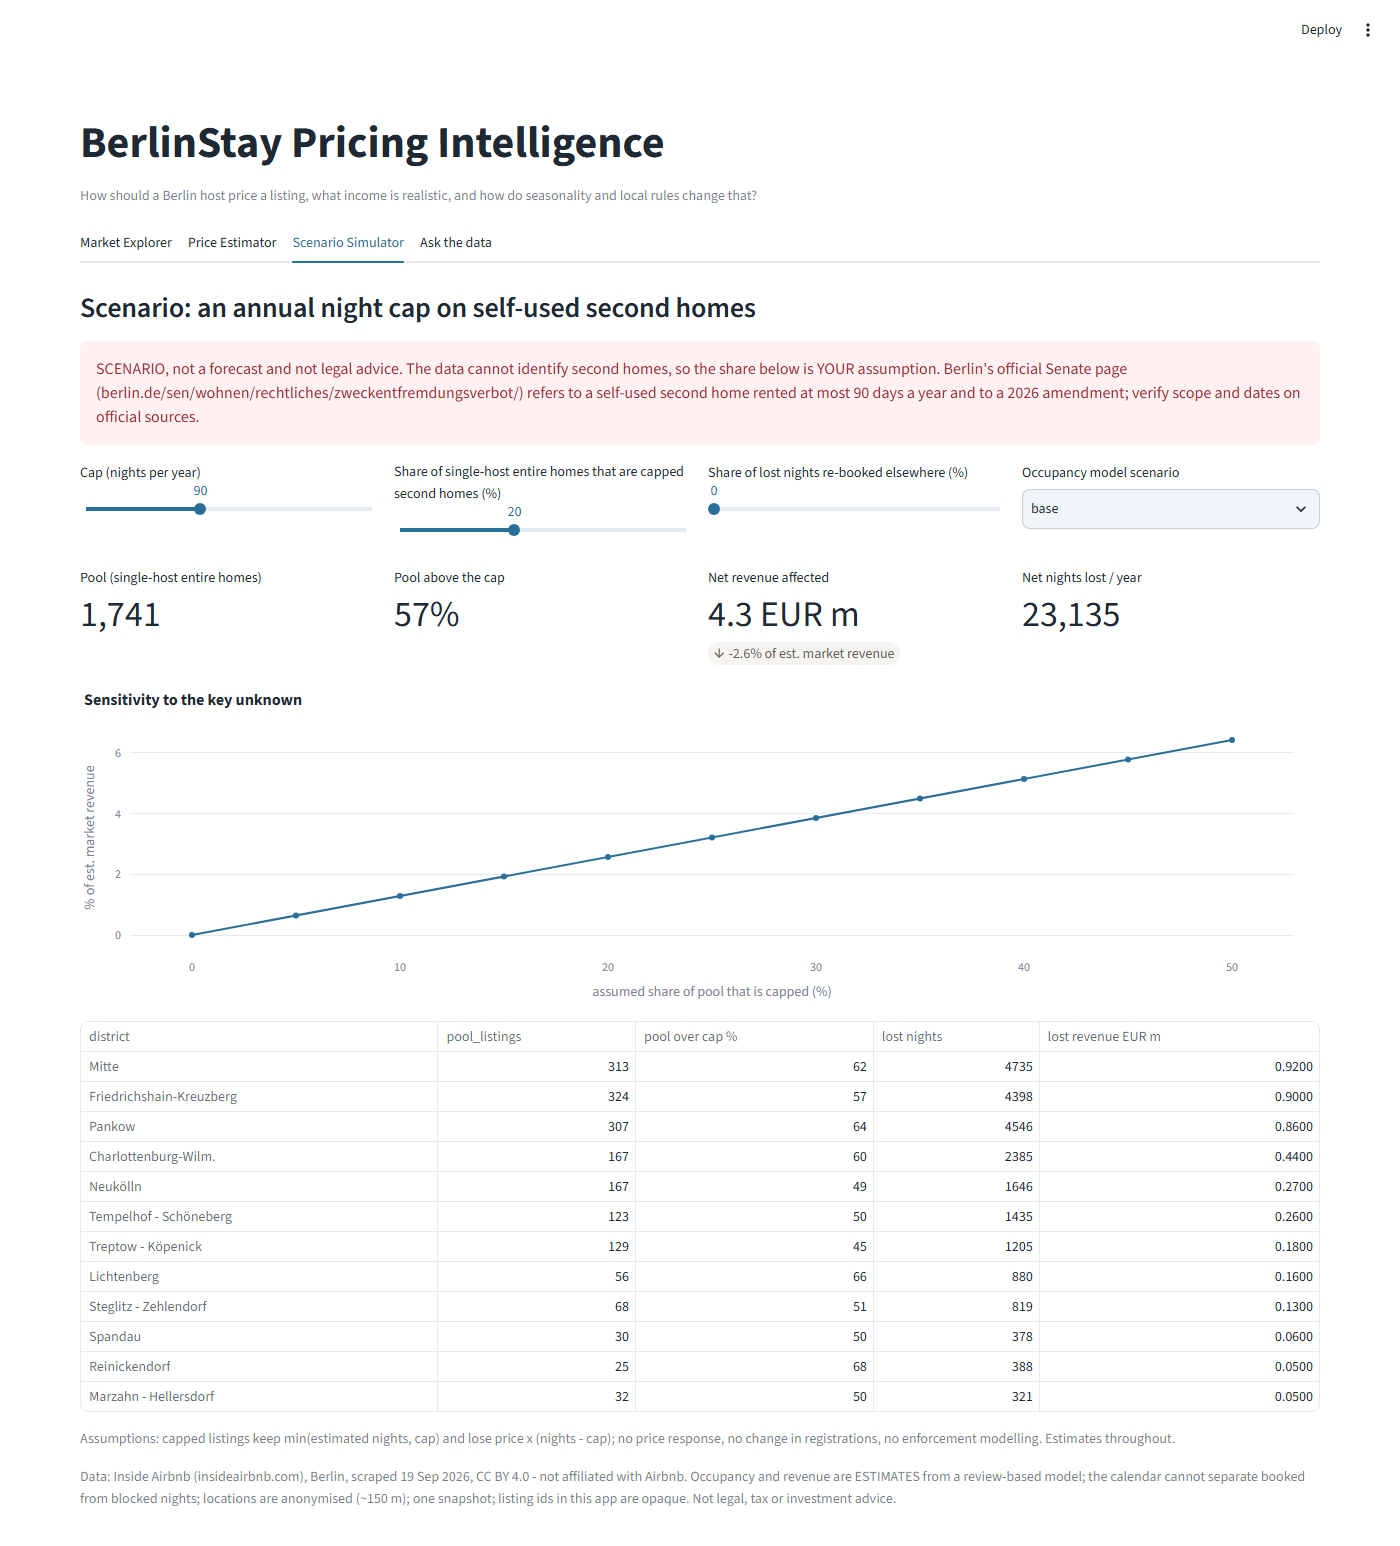 Deploy
BerlinStay Pricing Intelligence
How should a Berlin host price a listing, what income is realistic, and how do seasonality and local rules change that?
Market Explorer Price Estimator Scenario Simulator Ask the data
Scenario: an annual night cap on self-used second homes
SCENARIO, not a forecast and not legal advice. The data cannot identify second homes, so the share below is YOUR assumption. Berlin's official Senate page
(berlin.de/sen/wohnen/rechtliches/zweckentfremdungsverbot/) refers to a self-used second home rented at most 90 days a year and to a 2026 amendment; verify scope and dates on
official sources.
Cap (nights per year)
90
Share of single-host entire homes that are capped
second homes (%)
20
Share of lost nights re-booked elsewhere (%)
0
Occupancy model scenario
base
Pool (single-host entire homes)
1,741
Pool above the cap
57%
Net revenue affected
4.3 EUR m
-2.6% of est. market revenue
Net nights lost / year
23,135
Sensitivity to the key unknown
% of est. market revenue
6
4
2
0
0 10 20 30 40 50
assumed share of pool that is capped (%)
district pool_listings pool over cap % lost nights lost revenue EUR m
Mitte 313 62 4735 0.9200
Friedrichshain-Kreuzberg 324 57 4398 0.9000
Pankow 307 64 4546 0.8600
Charlottenburg-Wilm. 167 60 2385 0.4400
Neukölln 167 49 1646 0.2700
Tempelhof - Schöneberg 123 50 1435 0.2600
Treptow - Köpenick 129 45 1205 0.1800
Lichtenberg 56 66 880 0.1600
Steglitz - Zehlendorf 68 51 819 0.1300
Spandau 30 50 378 0.0600
Reinickendorf 25 68 388 0.0500
Marzahn - Hellersdorf 32 50 321 0.0500
Assumptions: capped listings keep min(estimated nights, cap) and lose price x (nights - cap); no price response, no change in registrations, no enforcement modelling. Estimates throughout.
Data: Inside Airbnb (insideairbnb.com), Berlin, scraped 19 Sep 2026, CC BY 4.0 - not affiliated with Airbnb. Occupancy and revenue are ESTIMATES from a review-based model; the calendar cannot separate booked
from blocked nights; locations are anonymised (~150 m); one snapshot; listing ids in this app are opaque. Not legal, tax or investment advice.